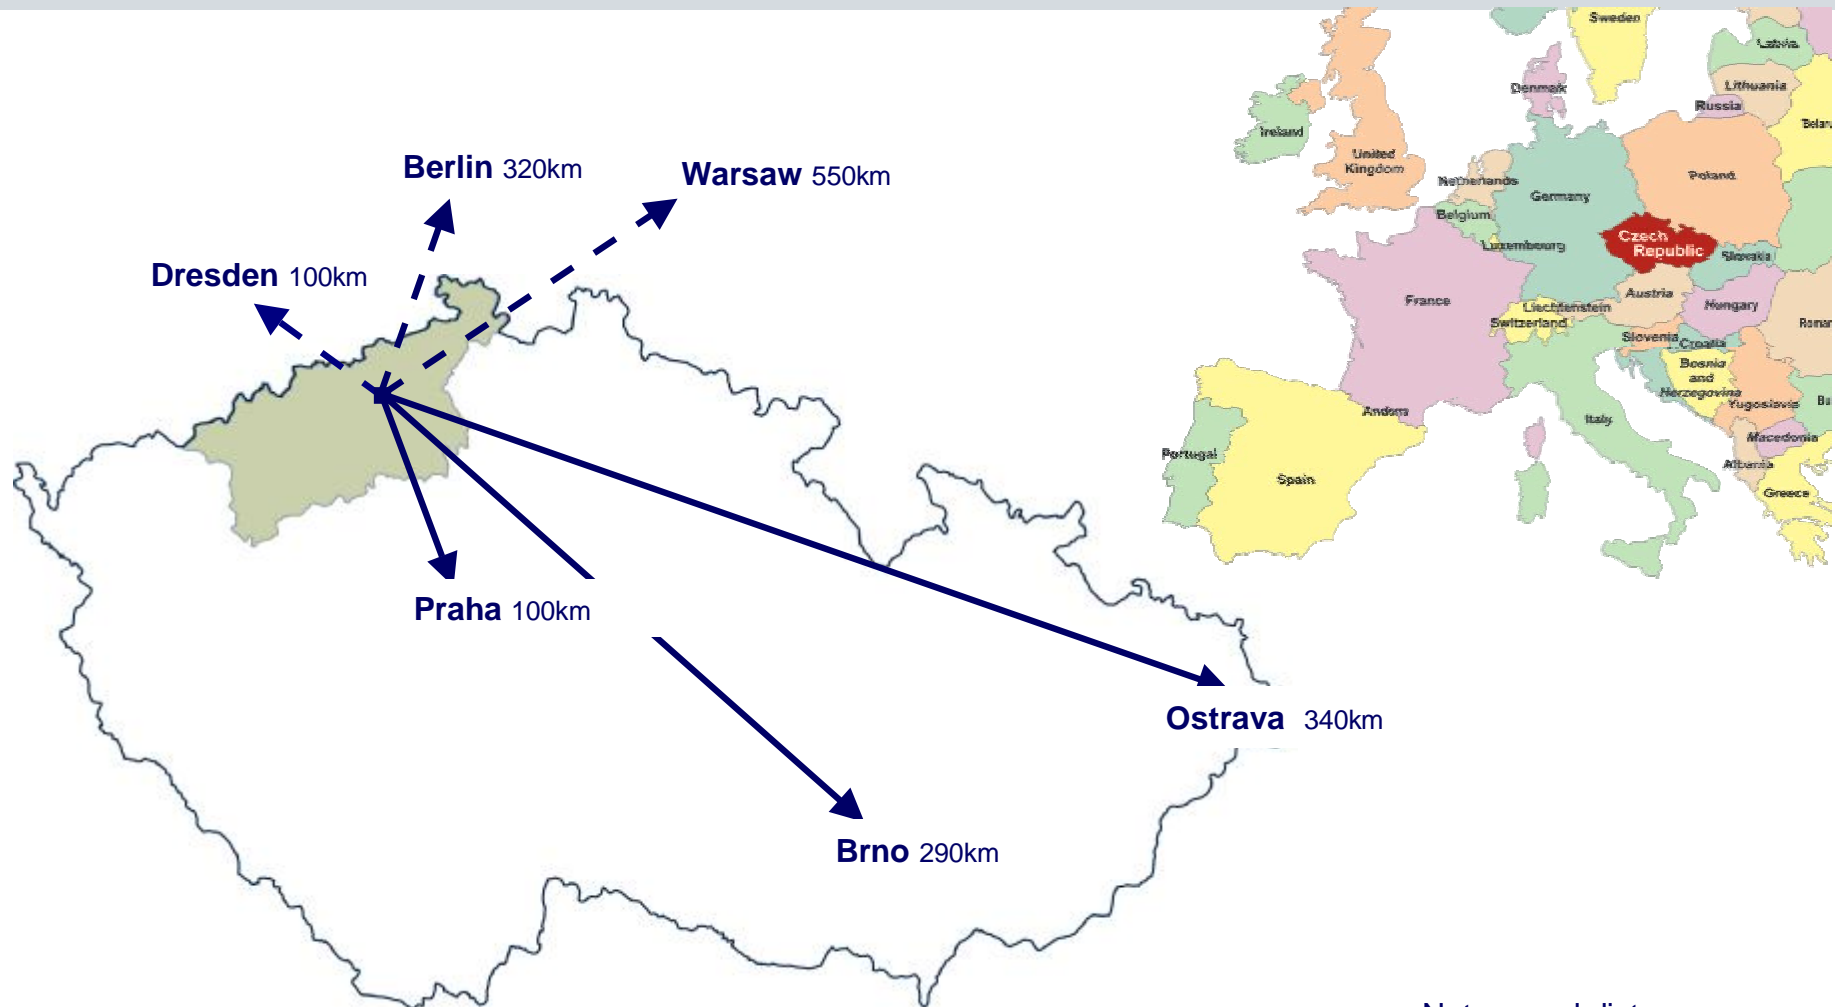 Berlin 320km
Warsaw 550km
Dresden 100km
Praha 100km
Ostrava 340km
Brno 290km
Sweden
Latvia
Denmark
Lithuania
Russia
Ireland
United
Kingdom
Netherlands
Poland
Germany
Belgium
Czech
Republic
Luxembourg
Slovakia
Austria
France
Liechtenstein
Hungary
Switzerland
Slovenia
Croatia
Bosnia
and
Herzegovina
Yugoslavia
Andora
Italy
Macedonia
Portugal
Albania
Spain
Greece